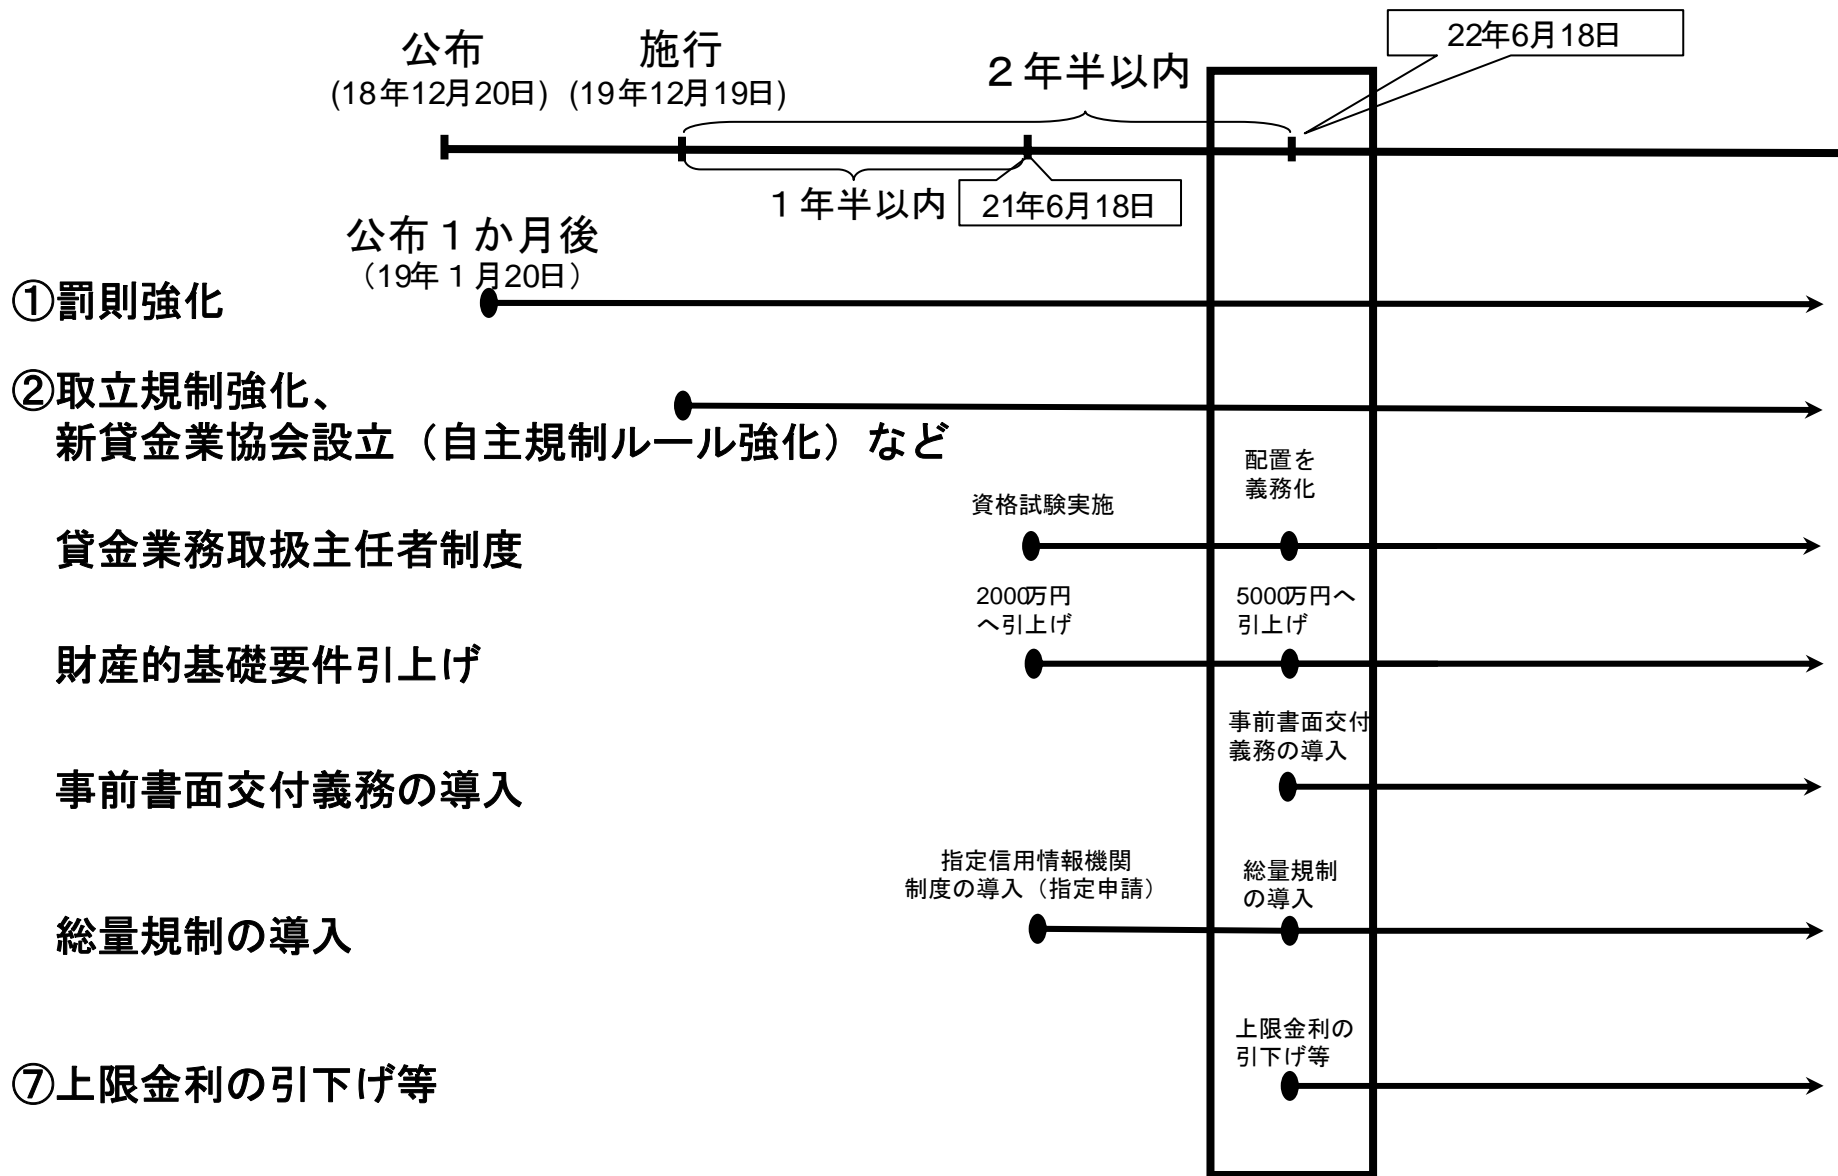 公布
(18年12月20日)
施行
(19年12月19日)
２年半以内
22年6月18日
１年半以内
21年6月18日
公布１か月後
（19年１月20日）
①罰則強化
②取立規制強化、
新貸金業協会設立（自主規制ルール強化）など
資格試験実施
配置を
義務化
貸金業務取扱主任者制度
2000万円
へ引上げ
5000万円へ
引上げ
財産的基礎要件引上げ
事前書面交付
義務の導入
事前書面交付義務の導入
指定信用情報機関
制度の導入（指定申請）
総量規制
の導入
総量規制の導入
上限金利の
引下げ等
⑦上限金利の引下げ等